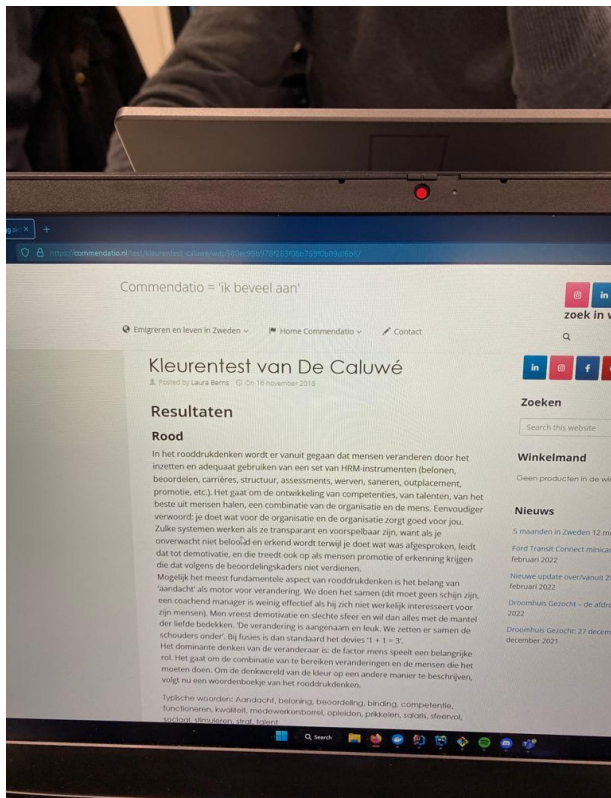 https://commendatio.nl/test/kleurentest-caluwe/
Commendatio = 'ik beveel aan'
in
zoek in
Emigreren en leven in Zweden
Home Commendatio
Contact
Kleurentest van De Caluwé
Posted by Laura Berns On 16 november 2016
in f
Resultaten
Rood
In het rooddrukdenken wordt er vanuit gegaan dat mensen veranderen door het
inzetten en adequaat gebruiken van een set van HRM-instrumenten (belonen,
beoordelen, carrières, structuur, assessments, werven, saneren, outplacement,
promotie, etc.). Het gaat om de ontwikkeling van competenties, van talenten, van het
beste uit mensen halen, een combinatie van de organisatie en de mens. Eenvoudiger
verwoord: je doet wat voor de organisatie en de organisatie zorgt goed voor jou.
Zulke systemen werken als ze transparant en voorspelbaar zijn, want als je
onverwacht niet beloond en erkend wordt terwijl je doet wat was afgesproken, leidt
dat tot demotivatie, en die treedt ook op als mensen promotie of erkenning krijgen
die dat volgens de beoordelingskaders niet verdienen.
Mogelijk het meest fundamentele aspect van rooddrukdenken is het belang van
'aandacht' als motor voor verandering. We doen het samen (dit moet geen schijn zijn,
een coachend manager is weinig effectief als hij zich niet werkelijk interesseert voor
zijn mensen). Men vreest demotivatie en slechte sfeer en wil dan alles met de mantel
der liefde bedekken. 'De verandering is aangenaam en leuk. We zetten er samen de
schouders onder'. Bij fusies is dan standaard het devies '1 + 1 = 3'.
Het dominante denken van de veranderaar is: de factor mens speelt een belangrijke
rol. Het gaat om de combinatie van te bereiken veranderingen en de mensen die het
moeten doen. Om de denkwereld van de kleur op een andere manier te beschrijven,
volgt nu een woordenboekje van het rooddrukdenken.
Typische woorden: Aandacht, beloning, beoordeling, binding, competentie,
functioneren, kwaliteit, medewerkersborrel, opleiden, prikkelen, salaris, sfeervol,
sociaal, stimuleren, straf, talent
Zoeken
Search this website
Winkelmand
Geen producten in de
Nieuws
5 maanden in Zweden 12
Ford Transit Connect
februari 2022
Nieuwe update over/vanuit
februari 2022
Droomhuis Gezocht – de
2022
Droomhuis Gezocht: 27
december 2021
Search